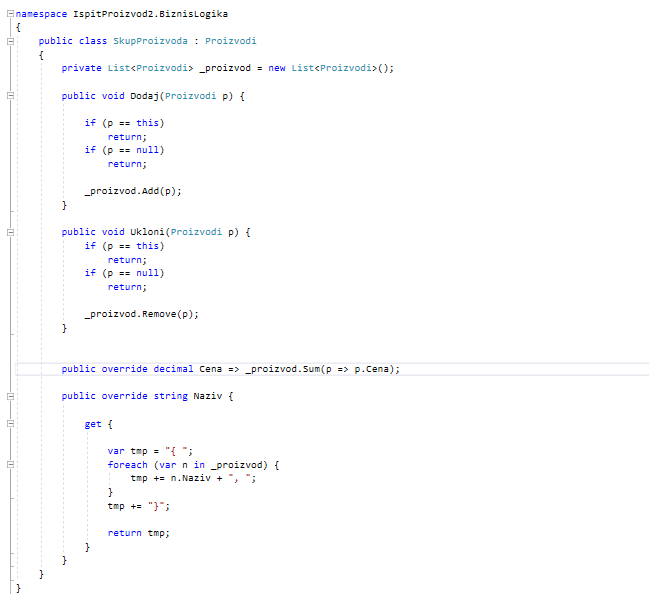 namespace IspitProizvod2.BiznisLogika
{
    public class SkupProizvoda : Proizvodi
    {
        private List<Proizvodi> _proizvod = new List<Proizvodi>();

        public void Dodaj(Proizvodi p) {

            if (p == this)
                return;
            if (p == null)
                return;

            _proizvod.Add(p);
        }

        public void Ukloni(Proizvodi p) {
            if (p == this)
                return;
            if (p == null)
                return;

            _proizvod.Remove(p);
        }


        public override decimal Cena => _proizvod.Sum(p => p.Cena);

        public override string Naziv {

            get {

                var tmp = "{ ";
                foreach (var n in _proizvod) {
                    tmp += n.Naziv + ", ";
                }
                tmp += "}";

                return tmp;
            }
        }
    }
}